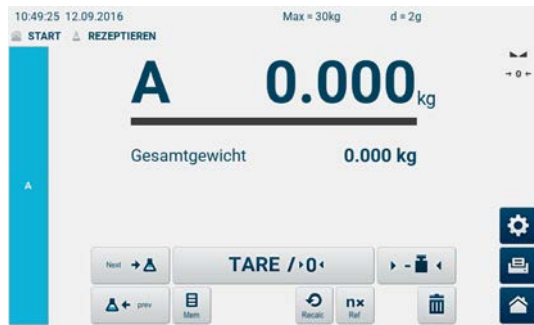 10:49:25 12.09.2016 Max = 30kg d = 2g
START REZEPTIEREN
A 0.000 kg
→ 0 ←
Gesamtgewicht 0.000 kg
A
Next TARE / 0
prev Mem Recalc n× Ref